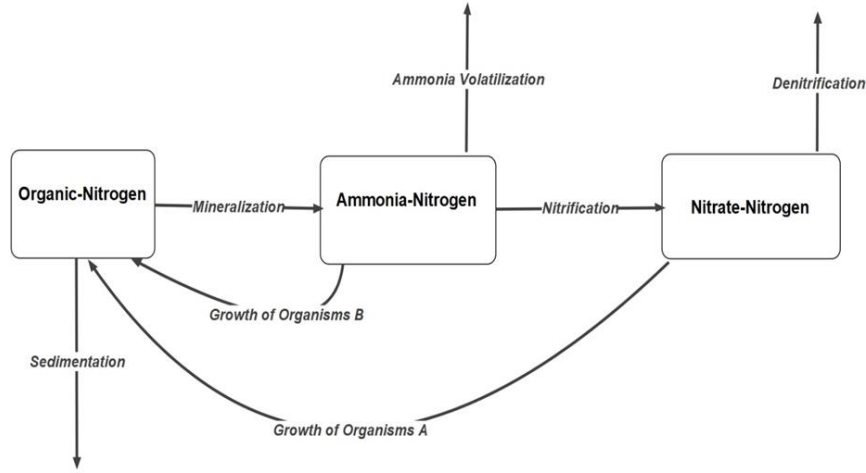 Ammonia Volatilization
Denitrification
Organic-Nitrogen
Mineralization
Ammonia-Nitrogen
Nitrification
Nitrate-Nitrogen
Growth of Organisms B
Sedimentation
Growth of Organisms A